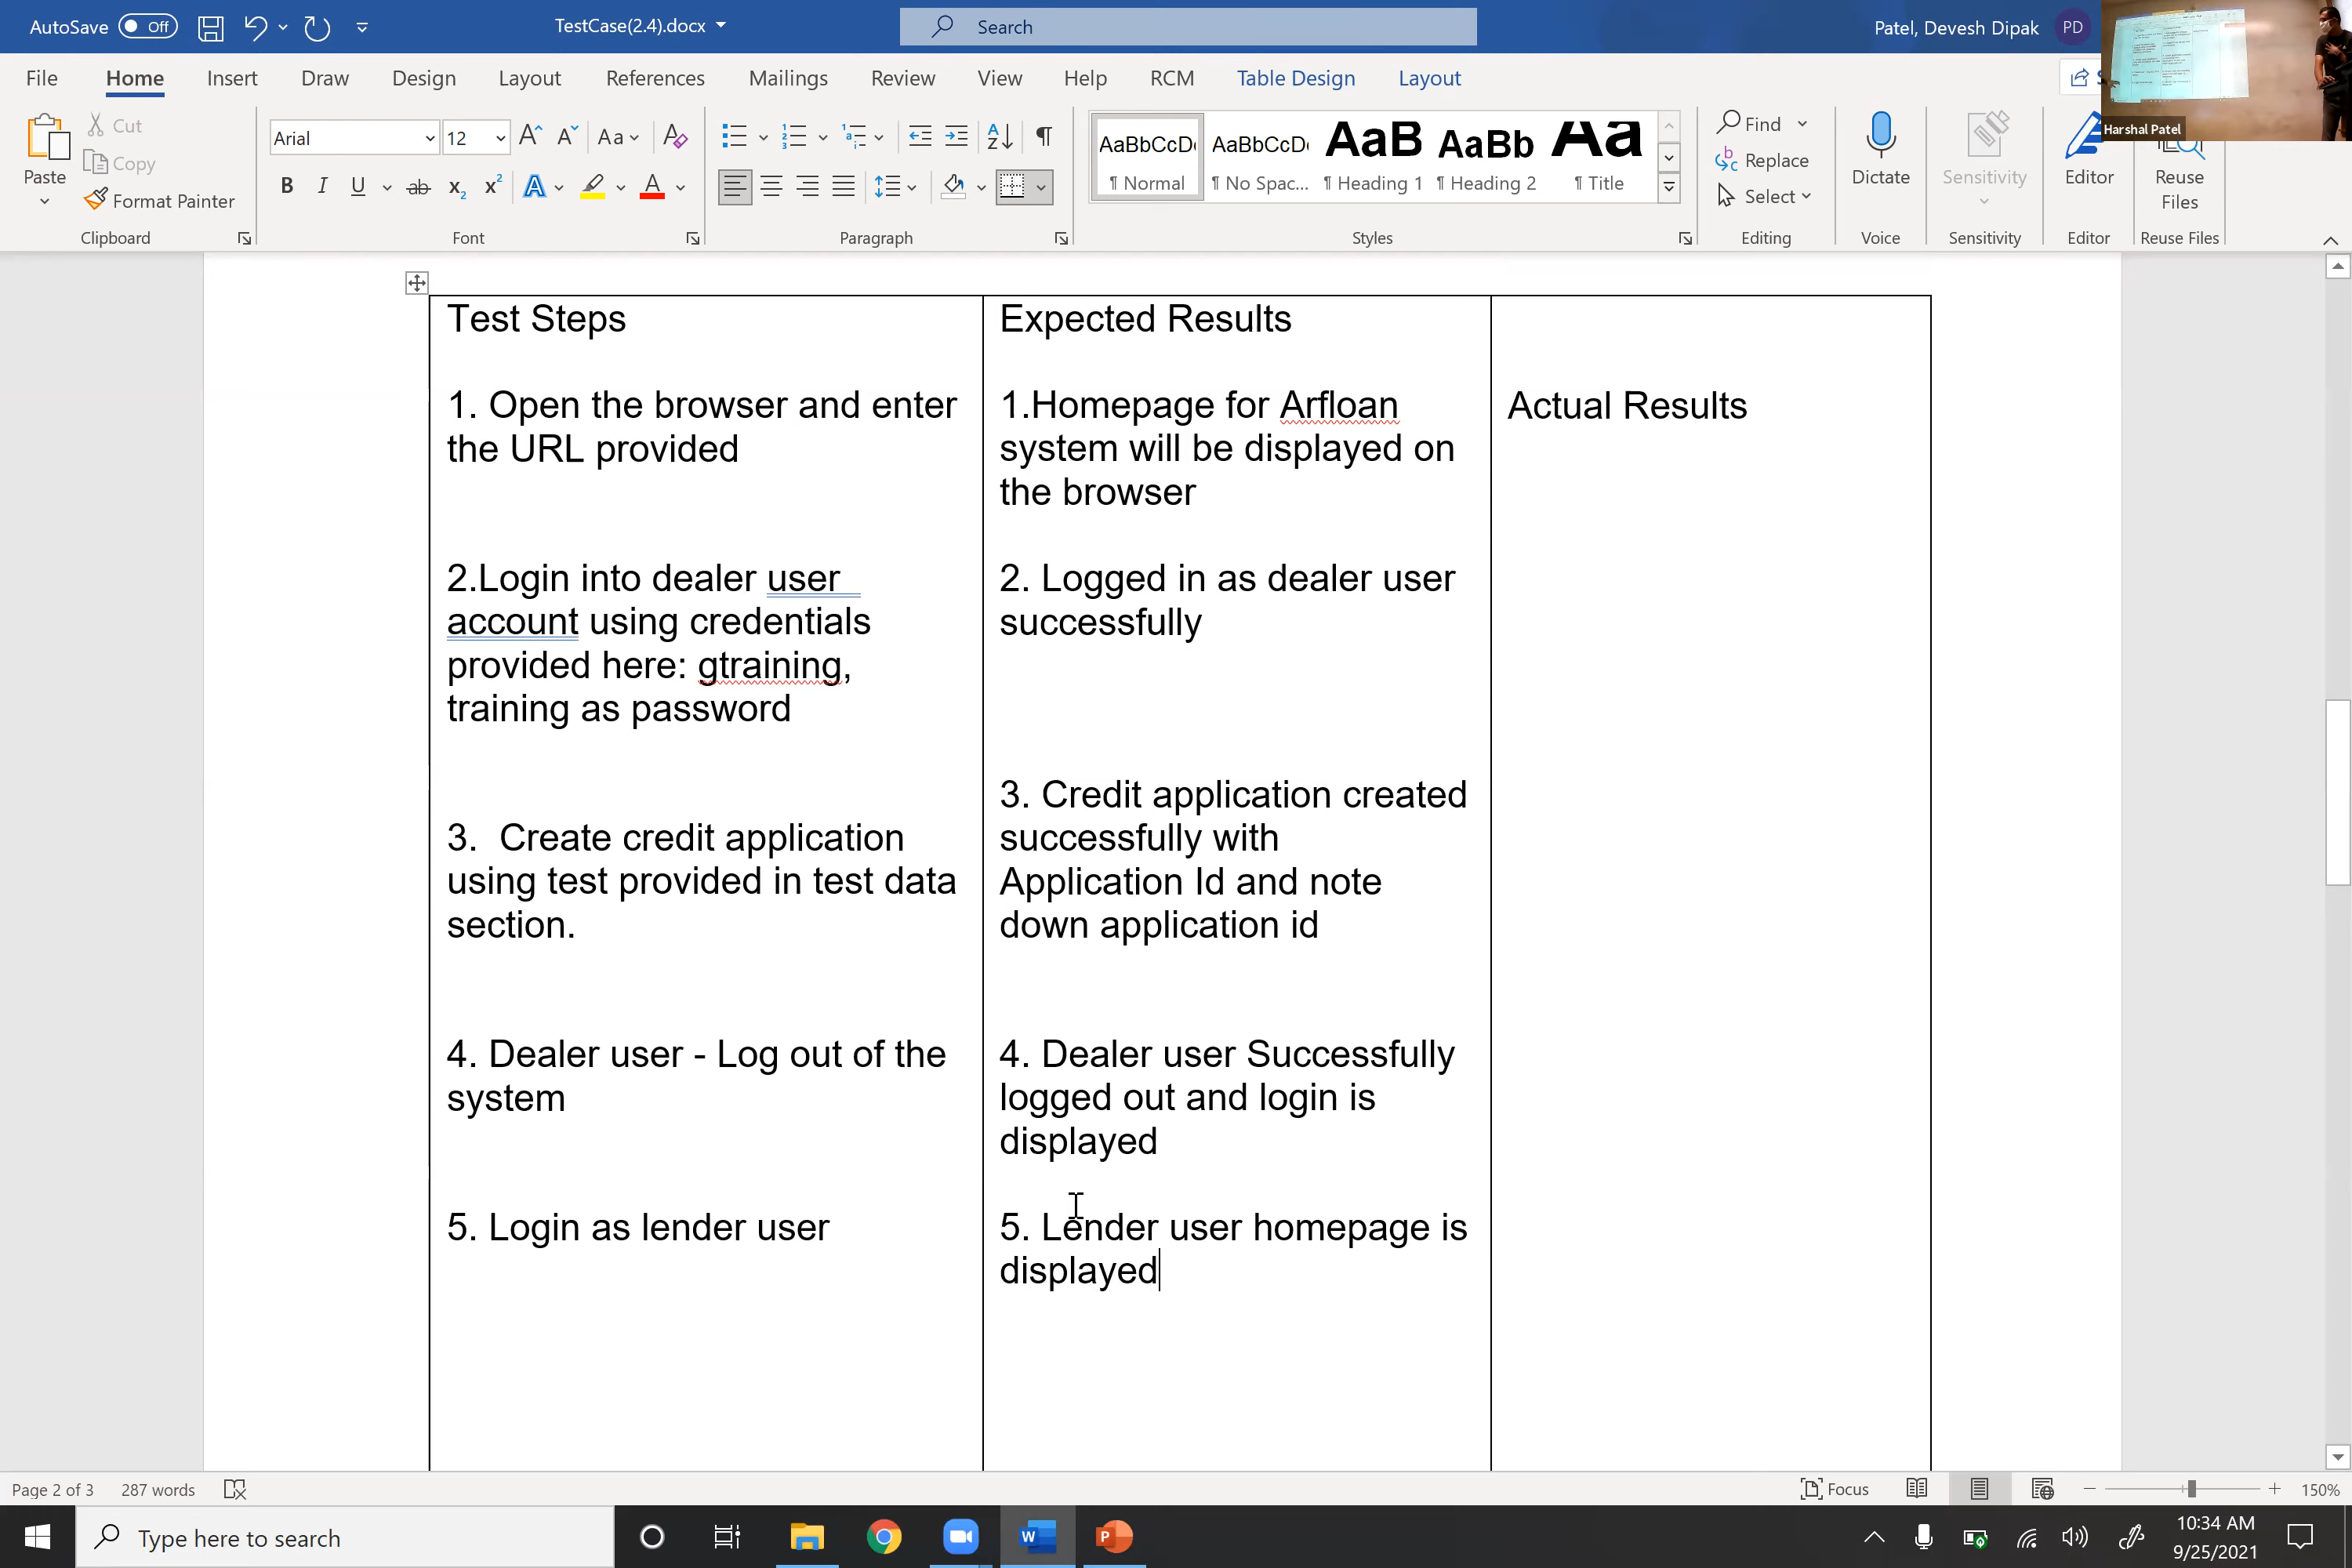 AutoSave Off
TestCase(2.4).docx
Search
Patel, Devesh Dipak PD
File Home Insert Draw Design Layout References Mailings Review View Help RCM Table Design Layout
Harshal Patel
Paste
Cut
Copy
Format Painter
Clipboard
Arial 12
Font
Paragraph
AaBbCcD AaBbCcD AaB AaBb Aa
¶ Normal ¶ No Spac... ¶ Heading 1 ¶ Heading 2 ¶ Title
Styles
Find
Replace
Select
Editing
Dictate
Voice
Sensitivity
Sensitivity
Editor
Editor
Reuse
Files
Reuse Files
Test Steps
1. Open the browser and enter
the URL provided
2.Login into dealer user
account using credentials
provided here: gtraining,
training as password
3. Create credit application
using test provided in test data
section.
4. Dealer user - Log out of the
system
5. Login as lender user
Expected Results
1.Homepage for Arfloan
system will be displayed on
the browser
2. Logged in as dealer user
successfully
3. Credit application created
successfully with
Application Id and note
down application id
4. Dealer user Successfully
logged out and login is
displayed
5. Lender user homepage is
displayed
Actual Results
Page 2 of 3 287 words
Focus
150%
Type here to search
10:34 AM
9/25/2021